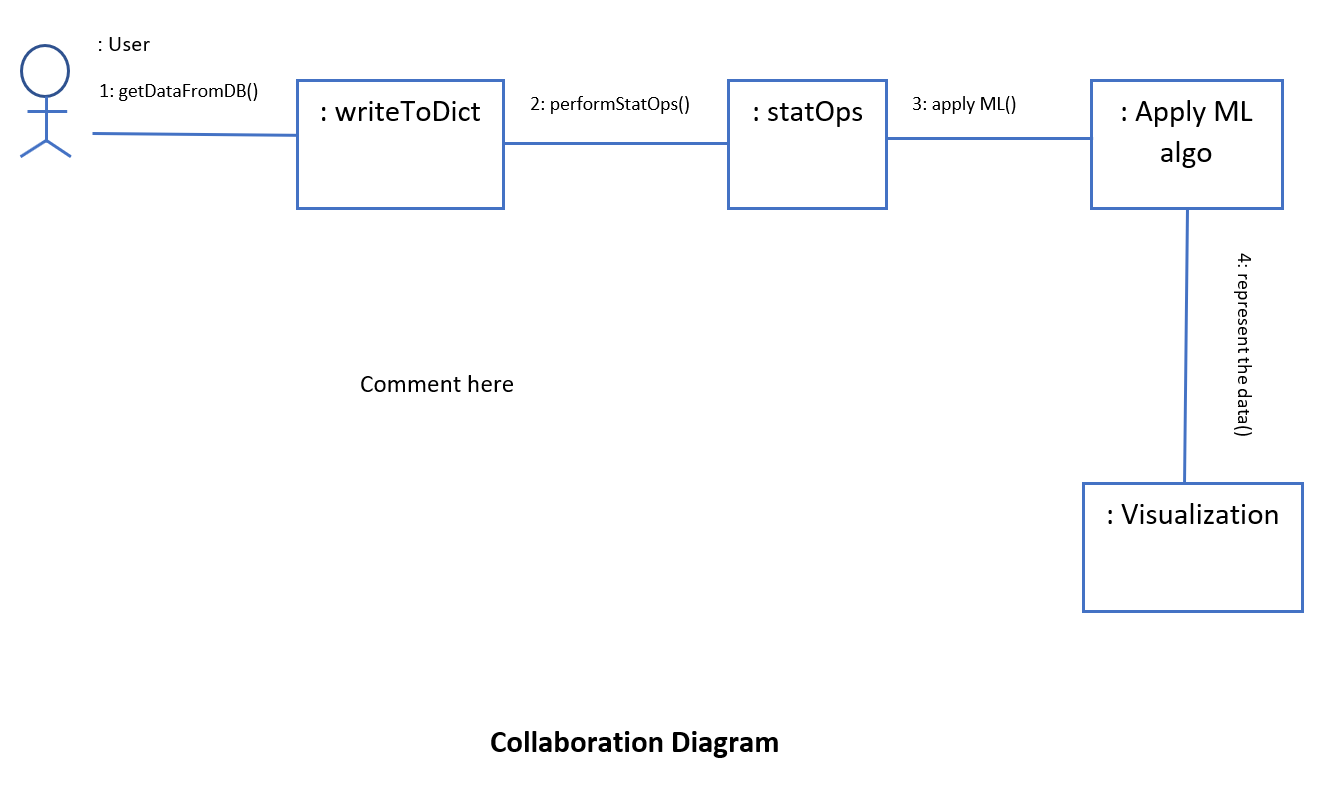 : User
1: getDataFromDB()
: writeToDict
2: performStatOps()
: statOps
3: apply ML()
: Apply ML
algo
4: represent the data()
Comment here
: Visualization
Collaboration Diagram